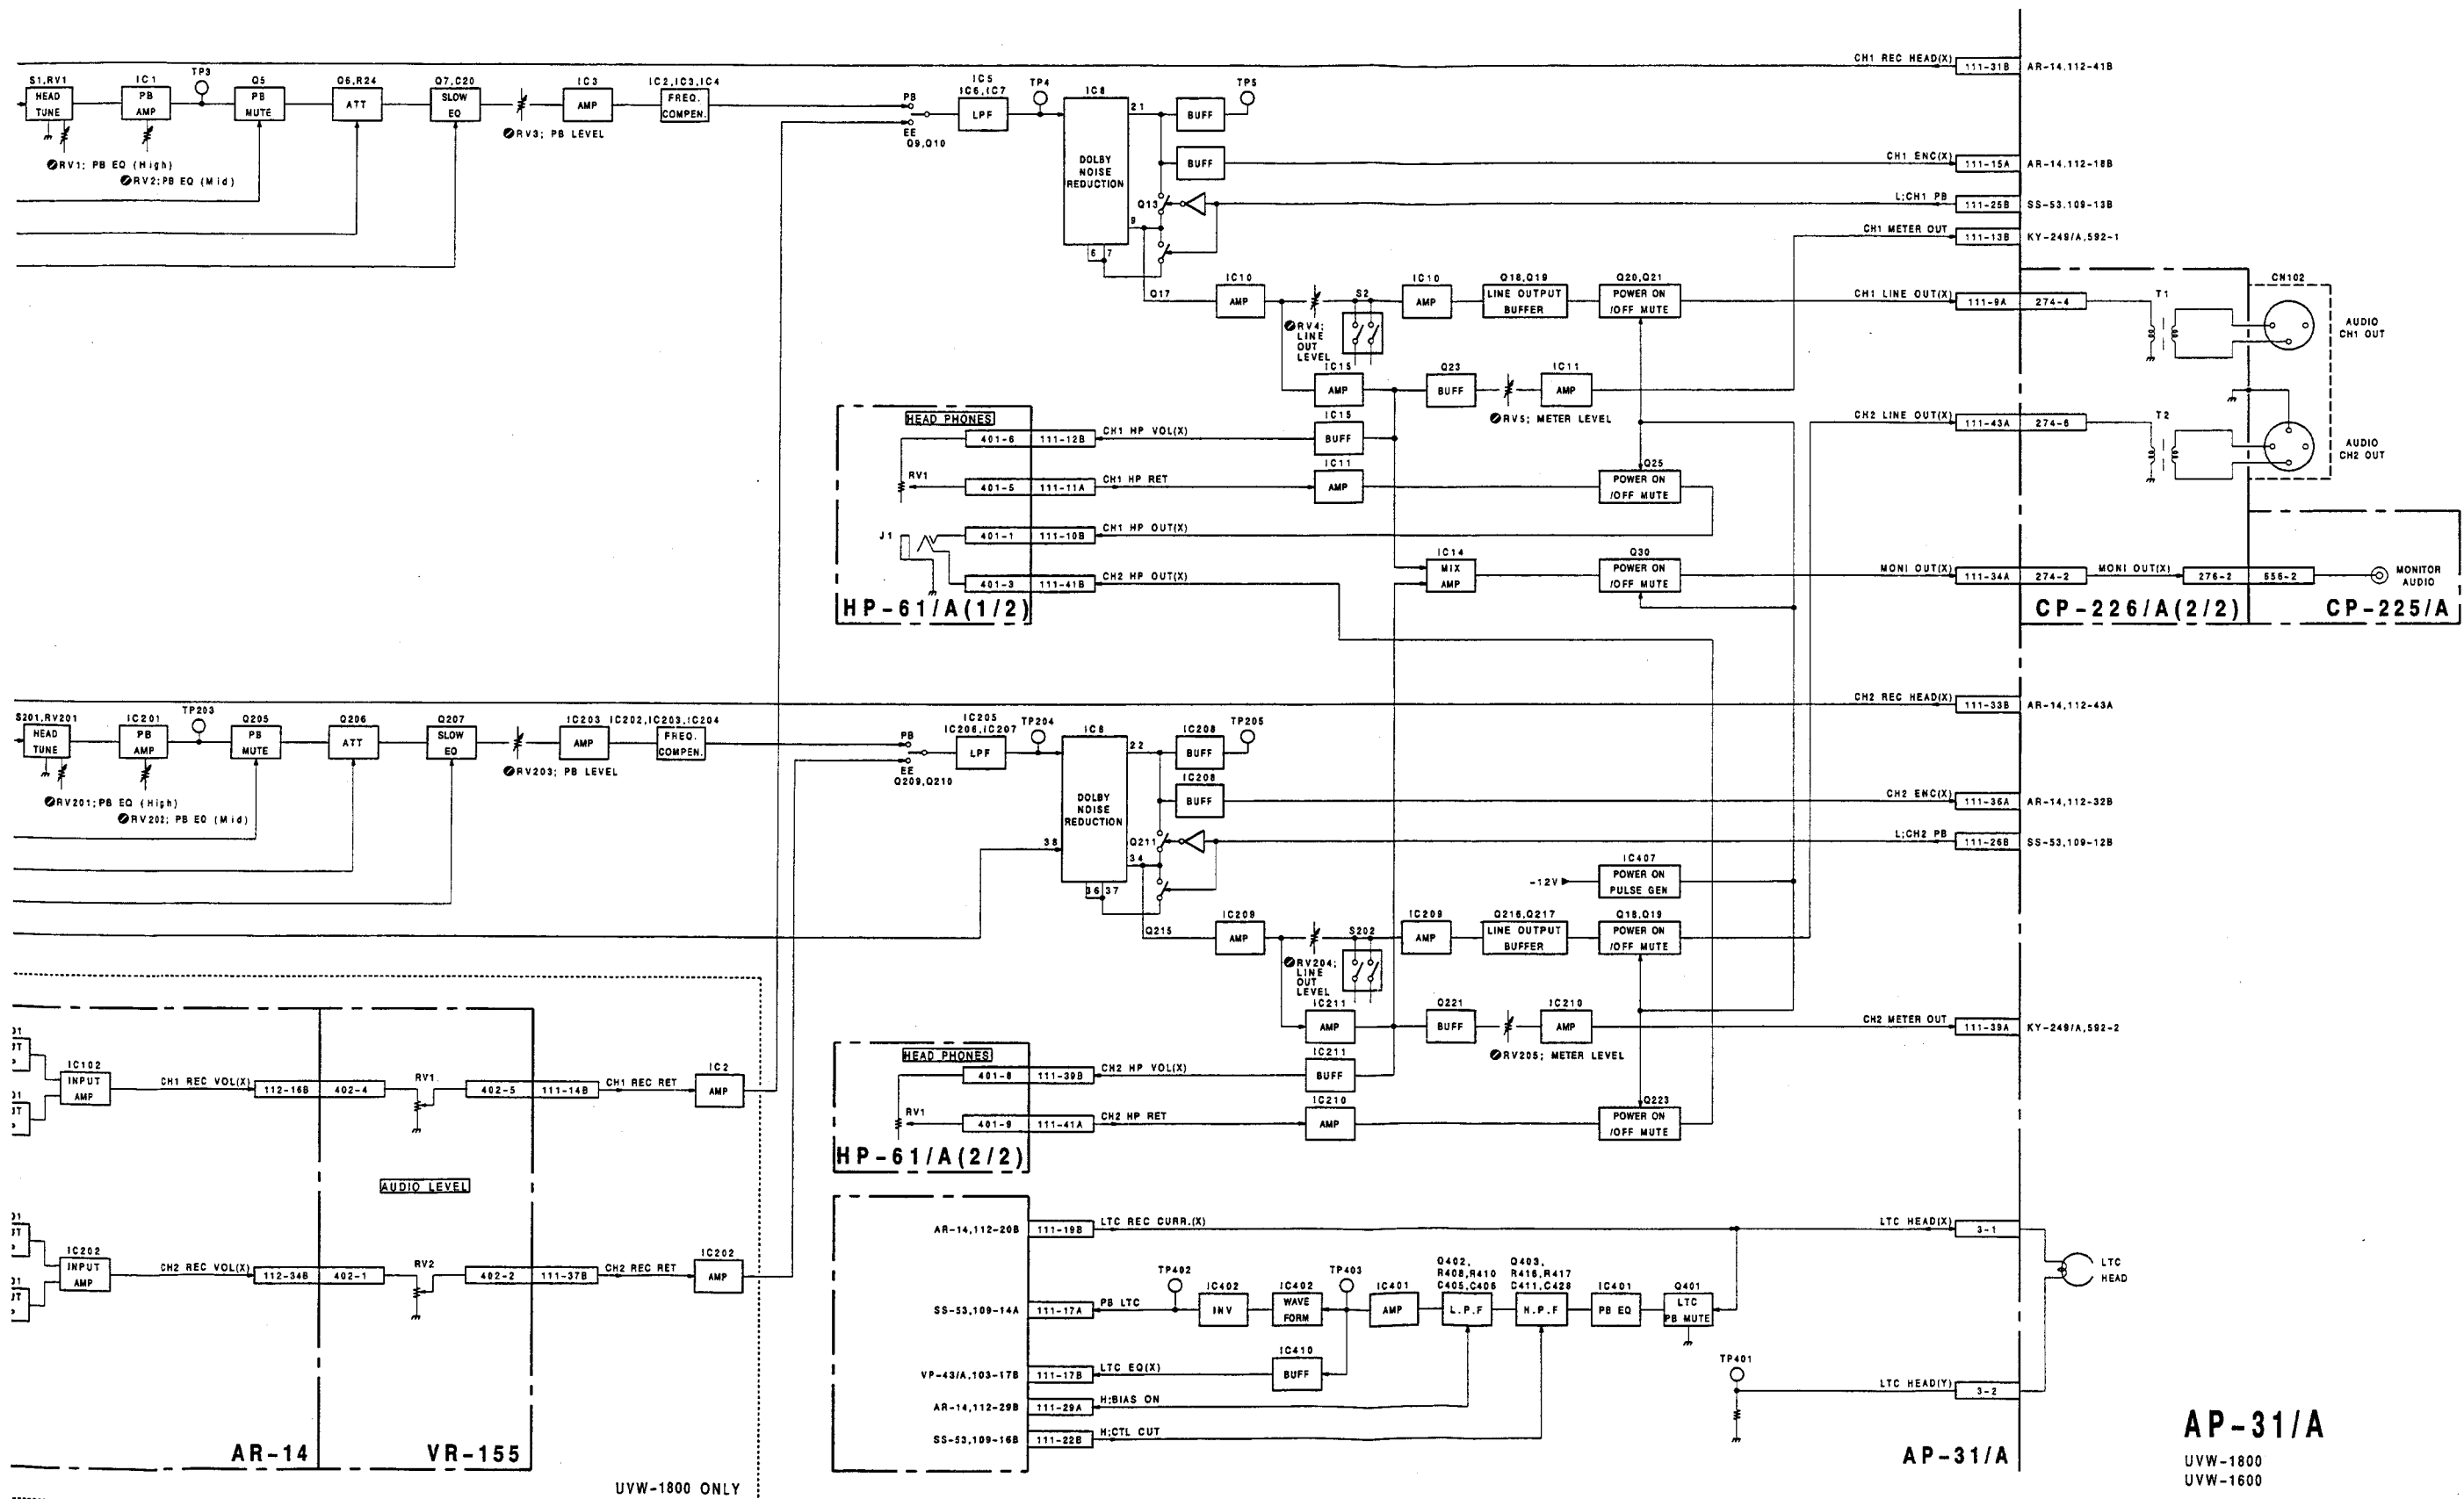 CH1 REC HEAD(X)
111-31B
AR-14,112-41B
S1,RV1
HEAD
TUNE
IC1
PB
AMP
TP3
Q5
PB
MUTE
Q6,R24
ATT
Q7,C20
SLOW
EQ
RV3; PB LEVEL
IC3
AMP
IC2,IC3,IC4
FREQ.
COMPEN.
RV1; PB EQ (High)
RV2;PB EQ (Mid)
PB
EE
Q9,Q10
IC5
IC6,IC7
LPF
TP4
IC8
DOLBY
NOISE
REDUCTION
21
9
6
7
BUFF
TP5
BUFF
Q13
CH1 ENC(X)
111-15A
AR-14,112-18B
L;CH1 PB
111-25B
SS-53,109-13B
CH1 METER OUT
111-13B
KY-249/A,592-1
Q17
IC10
AMP
RV4;
LINE
OUT
LEVEL
S2
IC10
AMP
Q18,Q19
LINE OUTPUT
BUFFER
Q20,Q21
POWER ON
/OFF MUTE
CH1 LINE OUT(X)
111-9A
274-4
T1
CN102
AUDIO
CH1 OUT
IC15
AMP
Q23
BUFF
IC11
AMP
RV5; METER LEVEL
CH2 LINE OUT(X)
111-43A
274-6
T2
AUDIO
CH2 OUT
HEAD PHONES
401-6
111-12B
CH1 HP VOL(X)
IC15
BUFF
RV1
401-5
111-11A
CH1 HP RET
IC11
AMP
Q25
POWER ON
/OFF MUTE
J1
401-1
111-10B
CH1 HP OUT(X)
401-3
111-41B
CH2 HP OUT(X)
HP-61/A(1/2)
IC14
MIX
AMP
Q30
POWER ON
/OFF MUTE
MONI OUT(X)
111-34A
274-2
MONI OUT(X)
276-2
656-2
MONITOR
AUDIO
CP-226/A(2/2)
CP-225/A
CH2 REC HEAD(X)
111-33B
AR-14,112-43A
S201,RV201
HEAD
TUNE
IC201
PB
AMP
TP203
Q205
PB
MUTE
Q206
ATT
Q207
SLOW
EQ
RV203; PB LEVEL
IC203
AMP
IC202,IC203,IC204
FREQ.
COMPEN.
RV201;PB EQ (High)
RV202; PB EQ (Mid)
PB
EE
Q209,Q210
IC205
IC206,IC207
LPF
TP204
IC8
DOLBY
NOISE
REDUCTION
22
38
34
36
37
IC208
BUFF
TP205
IC208
BUFF
Q211
CH2 ENC(X)
111-36A
AR-14,112-32B
L;CH2 PB
111-26B
SS-53,109-12B
-12V
IC407
POWER ON
PULSE GEN
Q215
IC209
AMP
RV204;
LINE
OUT
LEVEL
S202
IC209
AMP
Q216,Q217
LINE OUTPUT
BUFFER
Q18,Q19
POWER ON
/OFF MUTE
IC211
AMP
Q221
BUFF
IC210
AMP
RV205; METER LEVEL
CH2 METER OUT
111-39A
KY-249/A,592-2
HEAD PHONES
401-8
111-39B
CH2 HP VOL(X)
IC211
BUFF
RV1
401-9
111-41A
CH2 HP RET
IC210
AMP
Q223
POWER ON
/OFF MUTE
HP-61/A(2/2)
IC102
INPUT
AMP
CH1 REC VOL(X)
112-16B
402-4
RV1
402-5
111-14B
CH1 REC RET
IC2
AMP
AUDIO LEVEL
IC202
INPUT
AMP
CH2 REC VOL(X)
112-34B
402-1
RV2
402-2
111-37B
CH2 REC RET
IC202
AMP
AR-14
VR-155
UVW-1800 ONLY
AR-14,112-20B
111-19B
LTC REC CURR.(X)
LTC HEAD(X)
3-1
LTC
HEAD
SS-53,109-14A
111-17A
PB LTC
TP402
IC402
INV
IC402
WAVE
FORM
TP403
IC401
AMP
Q402,
R408,R410
C405,C406
L.P.F
Q403,
R416,R417
C411,C428
H.P.F
IC401
PB EQ
Q401
LTC
PB MUTE
VP-43/A,103-17B
111-17B
LTC EQ(X)
IC410
BUFF
TP401
LTC HEAD(Y)
3-2
AR-14,112-29B
111-29A
H;BIAS ON
SS-53,109-16B
111-22B
H;CTL CUT
AP-31/A
AP-31/A
UVW-1800
UVW-1600